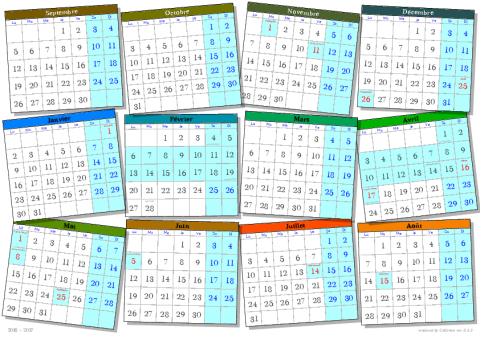 Septembre
Lu Ma Me Je Ve Sa Di
1 2 3 4
5 6 7 8 9 10 11
12 13 14 15 16 17 18
19 20 21 22 23 24 25
26 27 28 29 30
Octobre
Lu Ma Me Je Ve Sa Di
1 2
3 4 5 6 7 8 9
10 11 12 13 14 15 16
17 18 19 20 21 22 23
24 25 26 27 28 29 30
31
Novembre
Lu Ma Me Je Ve Sa Di
1 2 3 4 5 6
7 8 9 10 11 12 13
14 15 16 17 18 19 20
21 22 23 24 25 26 27
28 29 30
Décembre
Lu Ma Me Je Ve Sa Di
1 2 3 4
5 6 7 8 9 10 11
12 13 14 15 16 17 18
19 20 21 22 23 24 25
26 27 28 29 30 31
Janvier
Lu Ma Me Je Ve Sa Di
1
2 3 4 5 6 7 8
9 10 11 12 13 14 15
16 17 18 19 20 21 22
23 24 25 26 27 28 29
30 31
Février
Lu Ma Me Je Ve Sa Di
1 2 3 4 5
6 7 8 9 10 11 12
13 14 15 16 17 18 19
20 21 22 23 24 25 26
27 28
Mars
Lu Ma Me Je Ve Sa Di
1 2 3 4 5
6 7 8 9 10 11 12
13 14 15 16 17 18 19
20 21 22 23 24 25 26
27 28 29 30 31
Avril
Lu Ma Me Je Ve Sa Di
1 2
3 4 5 6 7 8 9
10 11 12 13 14 15 16
17 18 19 20 21 22 23
24 25 26 27 28 29 30
Mai
Lu Ma Me Je Ve Sa Di
1 2 3 4 5 6 7
8 9 10 11 12 13 14
15 16 17 18 19 20 21
22 23 24 25 26 27 28
29 30 31
Juin
Lu Ma Me Je Ve Sa Di
1 2 3 4
5 6 7 8 9 10 11
12 13 14 15 16 17 18
19 20 21 22 23 24 25
26 27 28 29 30
Juillet
Lu Ma Me Je Ve Sa Di
1 2
3 4 5 6 7 8 9
10 11 12 13 14 15 16
17 18 19 20 21 22 23
24 25 26 27 28 29 30
31
Août
Lu Ma Me Je Ve Sa Di
1 2 3 4 5 6
7 8 9 10 11 12 13
14 15 16 17 18 19 20
21 22 23 24 25 26 27
28 29 30 31
2016 - 2017